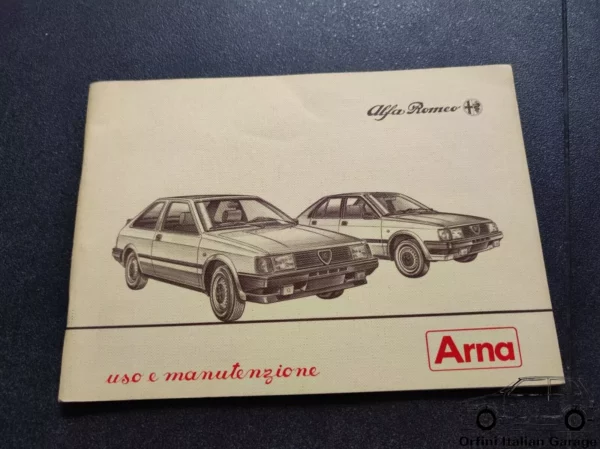 Alfa Romeo
Arna
uso e manutenzione
Orfini Italian Garage